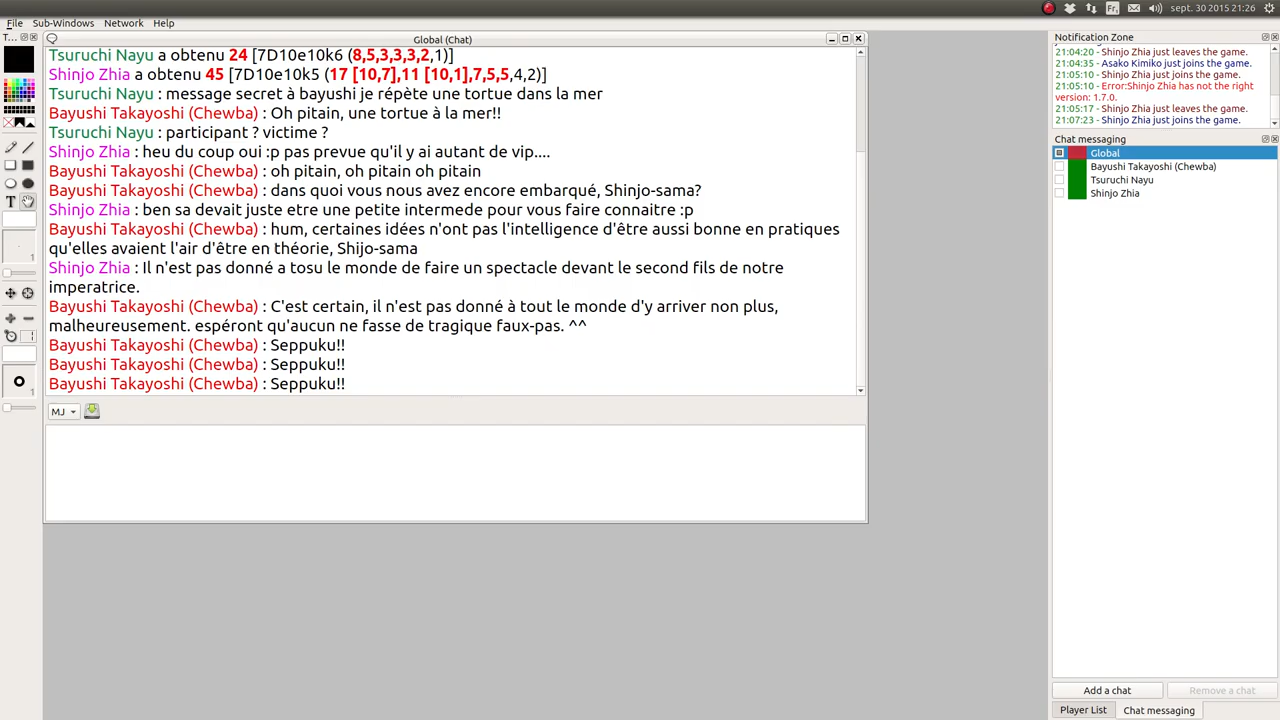 Fr,
sept. 30 2015 21:26
File Sub-Windows Network Help
T...
Global (Chat)
Tsuruchi Nayu a obtenu 24 [7D10e10k6 (8,5,3,3,3,2,1)]
Shinjo Zhia a obtenu 45 [7D10e10k5 (17 [10,7],11 [10,1],7,5,5,4,2)]
Tsuruchi Nayu : message secret à bayushi je répète une tortue dans la mer
Bayushi Takayoshi (Chewba) : Oh pitain, une tortue à la mer!!
Tsuruchi Nayu : participant ? victime ?
Shinjo Zhia : heu du coup oui :p pas prevue qu'il y ai autant de vip....
Bayushi Takayoshi (Chewba) : oh pitain, oh pitain oh pitain
Bayushi Takayoshi (Chewba) : dans quoi vous nous avez encore embarqué, Shinjo-sama?
Shinjo Zhia : ben sa devait juste etre une petite intermede pour vous faire connaitre :p
Bayushi Takayoshi (Chewba) : hum, certaines idées n'ont pas l'intelligence d'être aussi bonne en pratiques
qu'elles avaient l'air d'être en théorie, Shijo-sama
Shinjo Zhia : Il n'est pas donné a tosu le monde de faire un spectacle devant le second fils de notre
imperatrice.
Bayushi Takayoshi (Chewba) : C'est certain, il n'est pas donné à tout le monde d'y arriver non plus,
malheureusement. espéront qu'aucun ne fasse de tragique faux-pas. ^^
Bayushi Takayoshi (Chewba) : Seppuku!!
Bayushi Takayoshi (Chewba) : Seppuku!!
Bayushi Takayoshi (Chewba) : Seppuku!!
MJ
T
1
1
Notification Zone
21:04:20 - Shinjo Zhia just leaves the game.
21:04:40 - Asako Kimiko just joins the game.
21:05:10 - Shinjo Zhia just joins the game.
21:05:10 - Error:Shinjo Zhia has not the right
version: 1.7.0.
21:05:17 - Shinjo Zhia just leaves the game.
21:07:23 - Shinjo Zhia just joins the game.
Chat messaging
Global
Bayushi Takayoshi (Chewba)
Tsuruchi Nayu
Shinjo Zhia
Add a chat
Remove a chat
Player List
Chat messaging